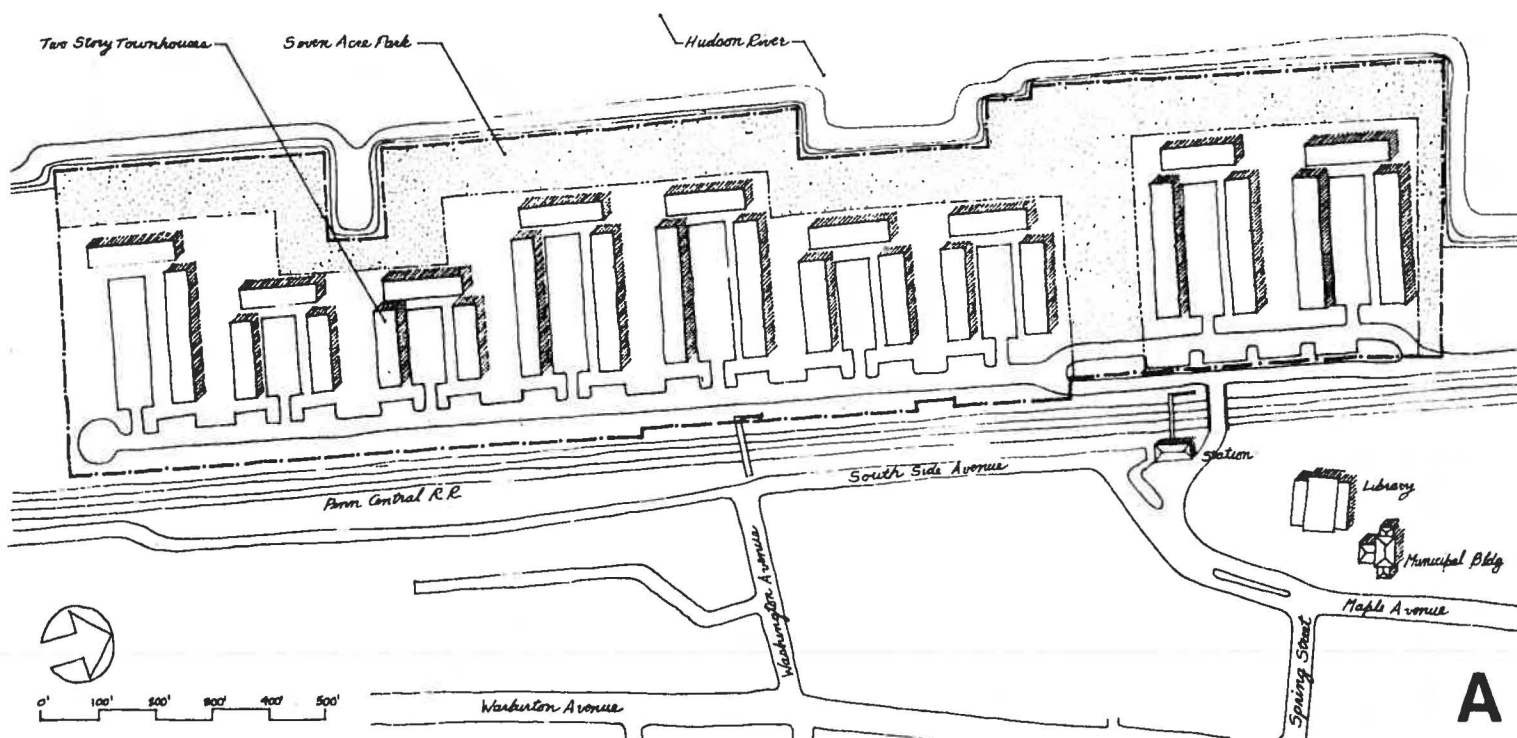 Two Story Townhouses
Seven Acre Park
Hudson River
Penn Central R.R.
South Side Avenue
Station
Library
Municipal Bldg
Washington Avenue
Maple Avenue
Spring Street
Warburton Avenue
0' 100' 200' 300' 400' 500'
A